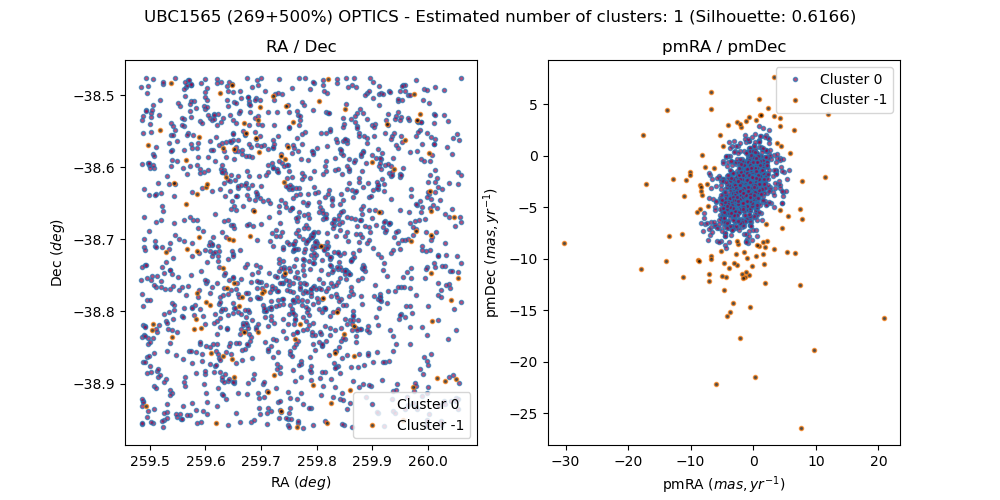 UBC1565 (269+500%) OPTICS - Estimated number of clusters: 1 (Silhouette: 0.6166)
RA / Dec
−38.5
−38.6
−38.7
−38.8
−38.9
Dec (deg)
259.5 259.6 259.7 259.8 259.9 260.0
RA (deg)
Cluster 0
Cluster -1
pmRA / pmDec
5
0
−5
−10
−15
−20
−25
pmDec (mas, yr⁻¹)
−30 −20 −10 0 10 20
pmRA (mas, yr⁻¹)
Cluster 0
Cluster -1